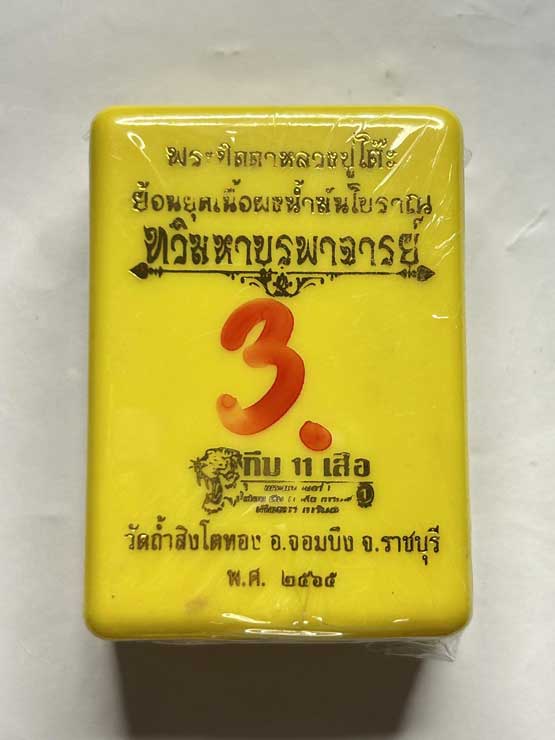 พระปิดตาหลวงปู่โต๊ะ
ย้อนยุคเนื้อผงน้ำมันโบราณ
ทวิมหาบูรพาจารย์
3.
ทีม 11 เสือ
วัดถ้ำสิงโตทอง อ.จอมบึง จ.ราชบุรี
พ.ศ. ๒๕๖๕